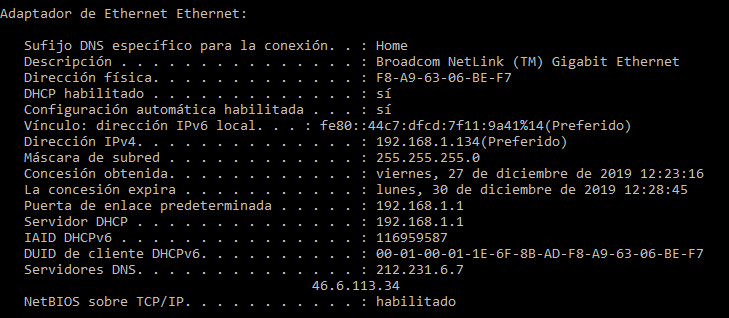 Adaptador de Ethernet Ethernet:
Sufijo DNS específico para la conexión. . : Home
Descripción . . . . . . . . . . . . . . . : Broadcom NetLink (TM) Gigabit Ethernet
Dirección física. . . . . . . . . . . . . : F8-A9-63-06-BE-F7
DHCP habilitado . . . . . . . . . . . . . : sí
Configuración automática habilitada . . . : sí
Vínculo: dirección IPv6 local. . . : fe80::44c7:dfcd:7f11:9a41%14(Preferido)
Dirección IPv4. . . . . . . . . . . . . . : 192.168.1.134(Preferido)
Máscara de subred . . . . . . . . . . . . : 255.255.255.0
Concesión obtenida. . . . . . . . . . . . : viernes, 27 de diciembre de 2019 12:23:16
La concesión expira . . . . . . . . . . . : lunes, 30 de diciembre de 2019 12:28:45
Puerta de enlace predeterminada . . . . . : 192.168.1.1
Servidor DHCP . . . . . . . . . . . . . . : 192.168.1.1
IAID DHCPv6 . . . . . . . . . . . . . . . : 116959587
DUID de cliente DHCPv6. . . . . . . . . . : 00-01-00-01-1E-6F-8B-AD-F8-A9-63-06-BE-F7
Servidores DNS. . . . . . . . . . . . . . : 212.231.6.7
46.6.113.34
NetBIOS sobre TCP/IP. . . . . . . . . . . : habilitado